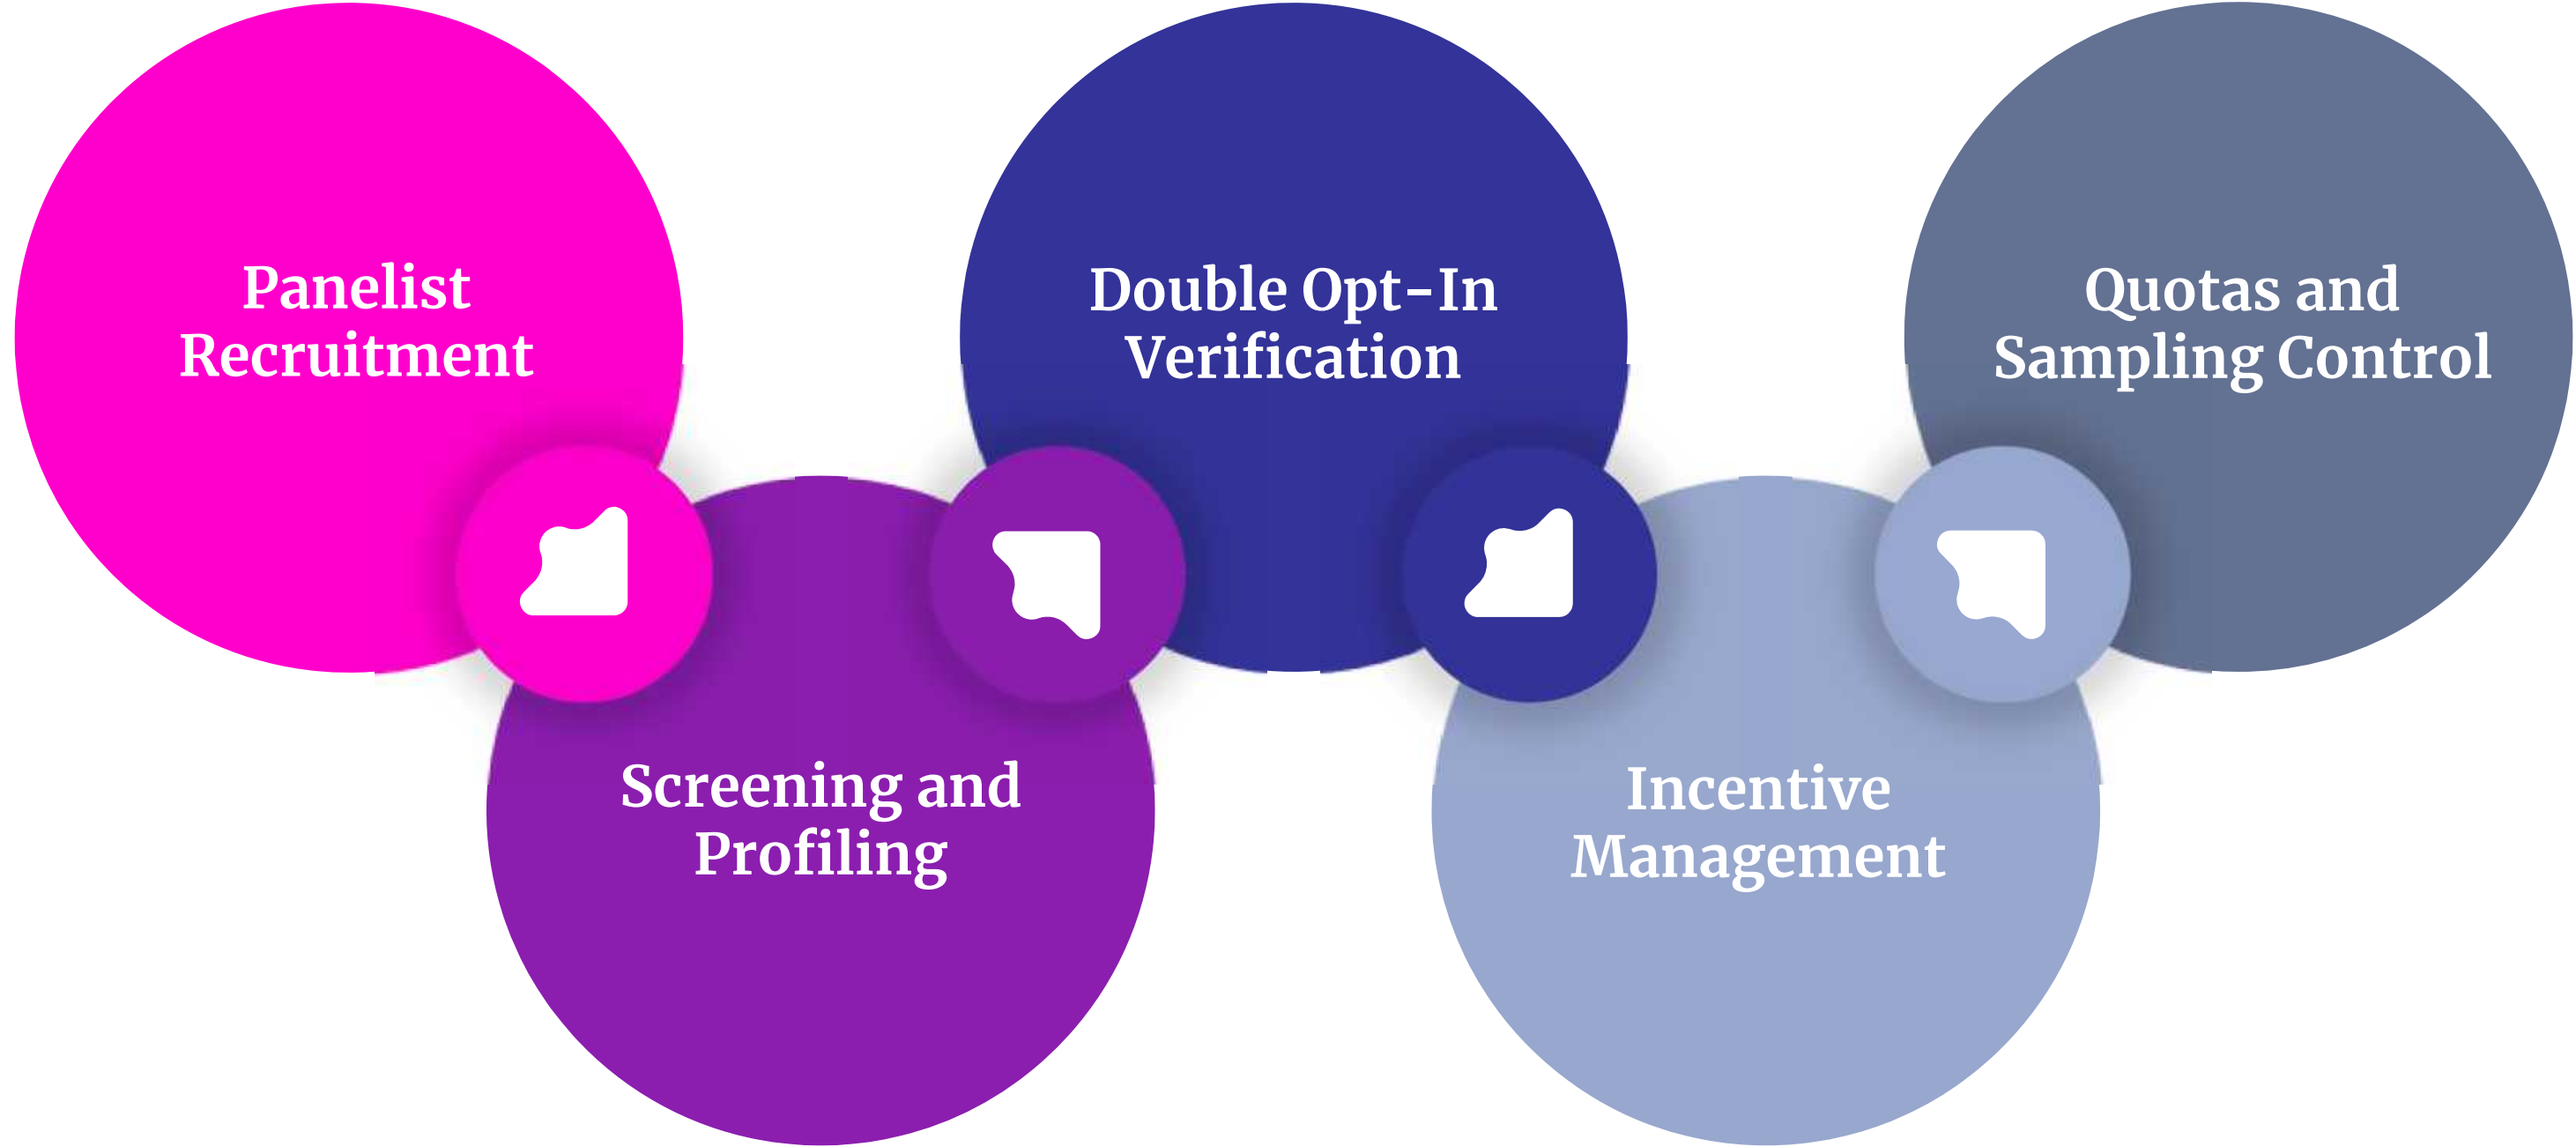 Panelist
Recruitment
Screening and
Profiling
Double Opt-In
Verification
Incentive
Management
Quotas and
Sampling Control